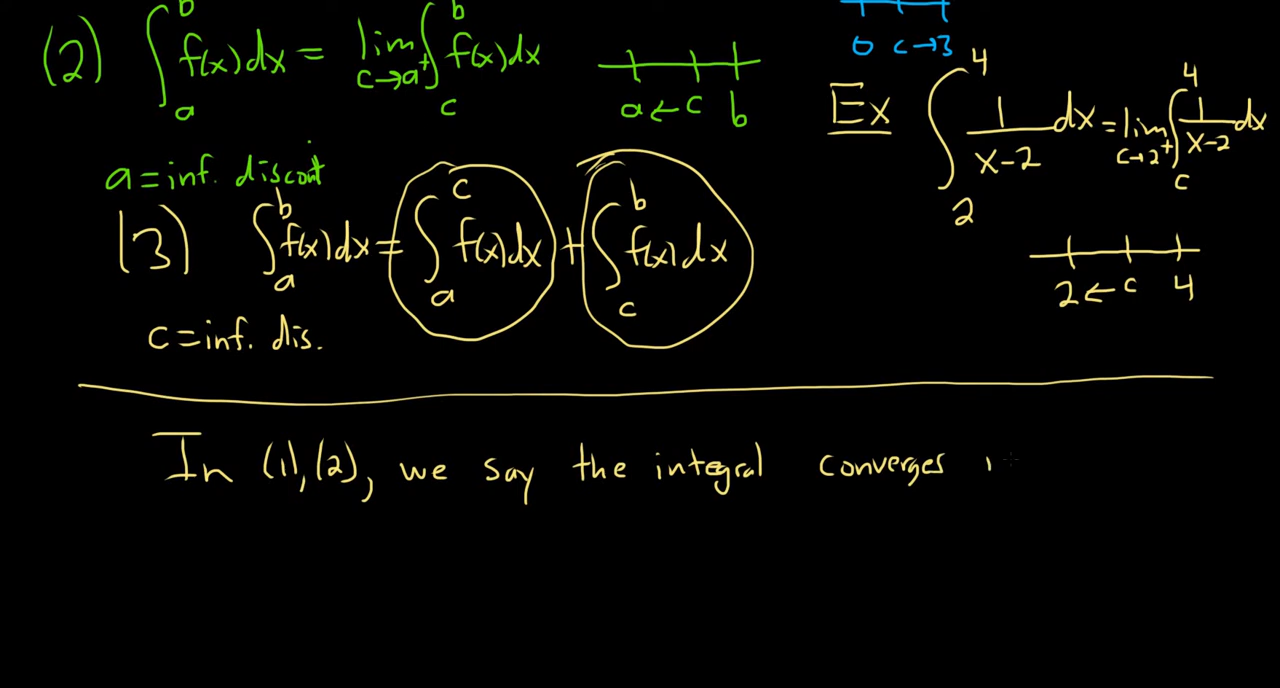 (2) ∫_a^b f(x)dx = lim_{c→a⁺} ∫_c^b f(x)dx
a ← c b
a = inf. discont
(3) ∫_a^b f(x)dx = ∫_a^c f(x)dx + ∫_c^b f(x)dx
c = inf. dis.
0 c→3
Ex ∫_2^4 1/(x-2) dx = lim_{c→2⁺} ∫_c^4 1/(x-2) dx
2 ← c 4
In (1), (2), we say the integral converges